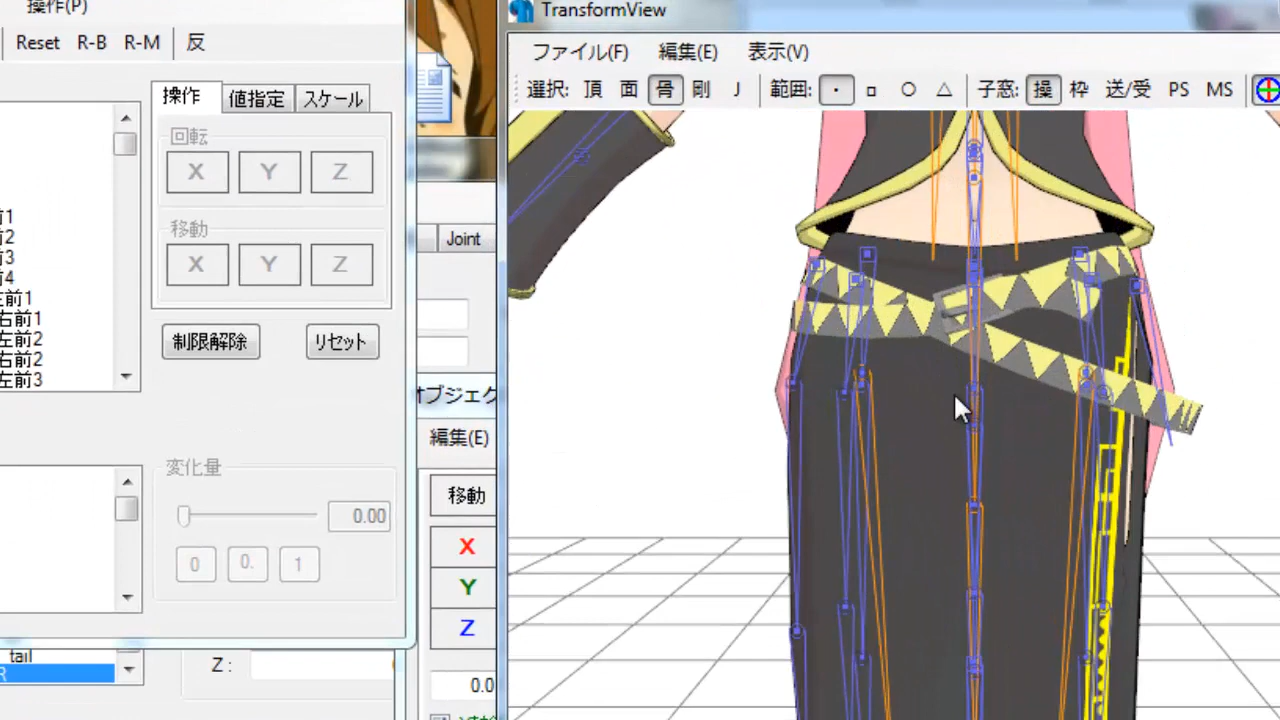 操作(P)
Reset R-B R-M 反
操作 値指定 スケール
回転
X Y Z
移動
X Y Z
制限解除 リセット
前1
前2
前3
前4
左前1
右前1
左前2
右前2
左前3
変化量
0.00
0 0. 1
tail
R
Z :
Joint
オブジェク
編集(E)
移動
X
Y
Z
0.0
TransformView
ファイル(F) 編集(E) 表示(V)
選択: 頂 面 骨 剛 J 範囲: 子窓: 操 枠 送/受 PS MS